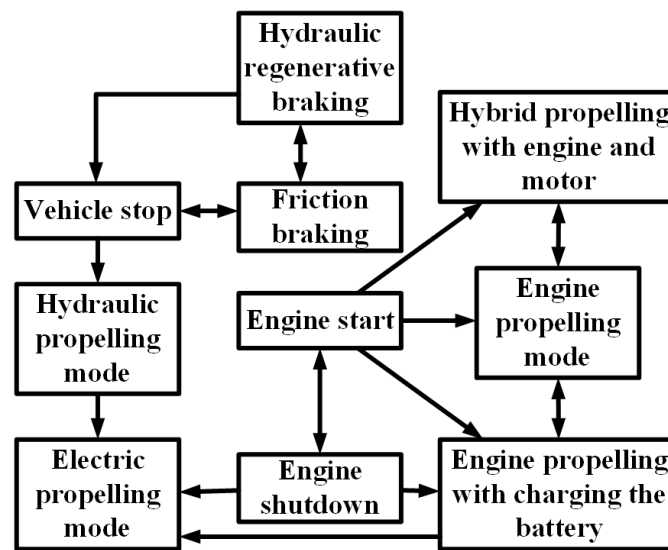 Hydraulic
regenerative
braking
Hybrid propelling
with engine and
motor
Vehicle stop
Friction
braking
Hydraulic
propelling
mode
Engine start
Engine
propelling
mode
Electric
propelling
mode
Engine
shutdown
Engine propelling
with charging the
battery